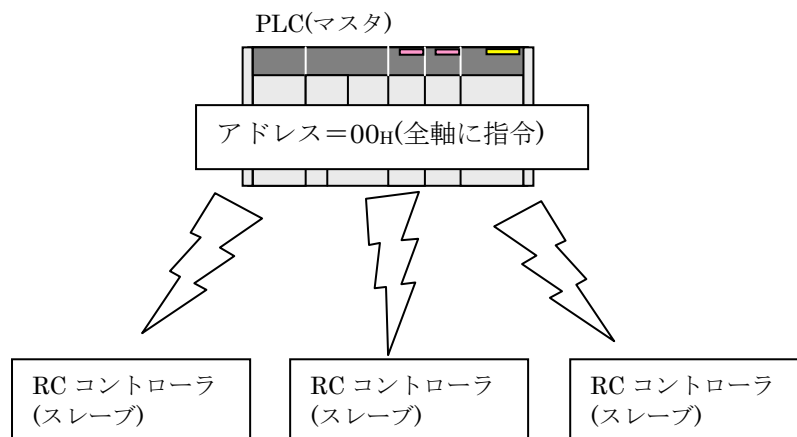 PLC(マスタ)
アドレス＝00H(全軸に指令)
RC コントローラ
(スレーブ)
RC コントローラ
(スレーブ)
RC コントローラ
(スレーブ)